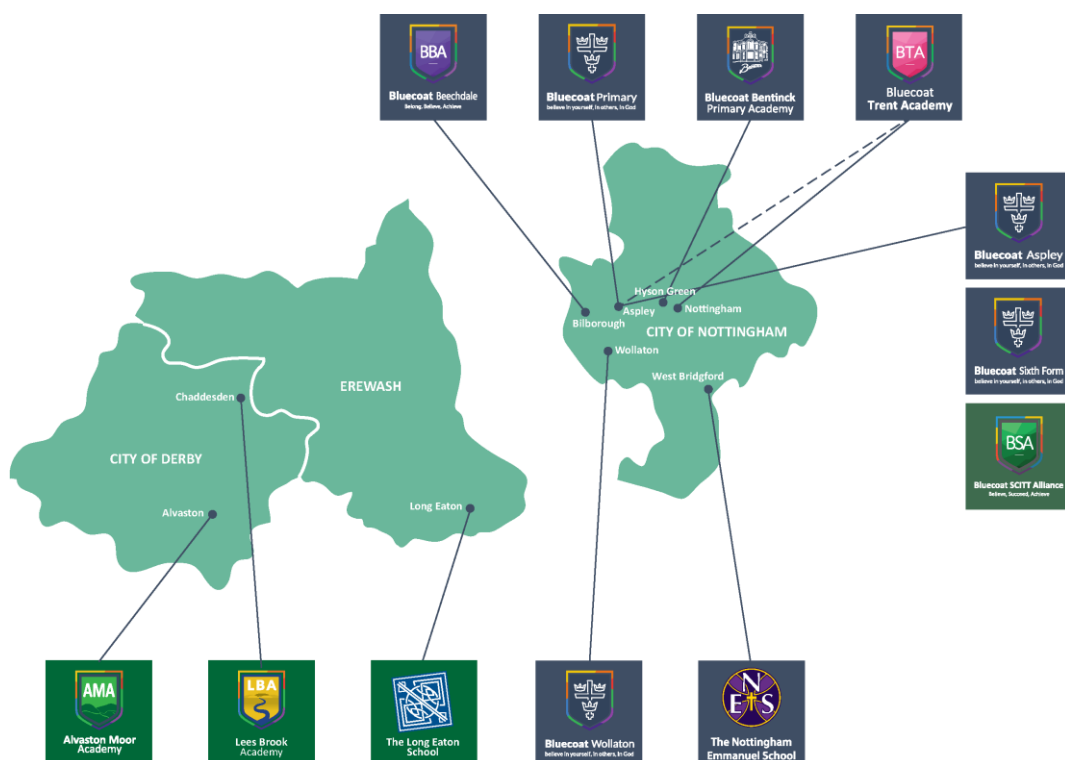 BBA
Bluecoat Beechdale
Belong, Believe, Achieve
Bluecoat Primary
believe in yourself, in others, in God
Bluecoat Bentinck
Primary Academy
BTA
Bluecoat
Trent Academy
Bluecoat Aspley
believe in yourself, in others, in God
Hyson Green
Aspley
Nottingham
Bilborough
CITY OF NOTTINGHAM
Wollaton
Bluecoat Sixth Form
believe in yourself, in others, in God
West Bridgford
EREWASH
Chaddesden
BSA
Bluecoat SCITT Alliance
Believe, Succeed, Achieve
CITY OF DERBY
Alvaston
Long Eaton
AMA
Alvaston Moor
Academy
LBA
Lees Brook
Academy
The Long Eaton
School
Bluecoat Wollaton
believe in yourself, in others, in God
N
E S
The Nottingham
Emmanuel School